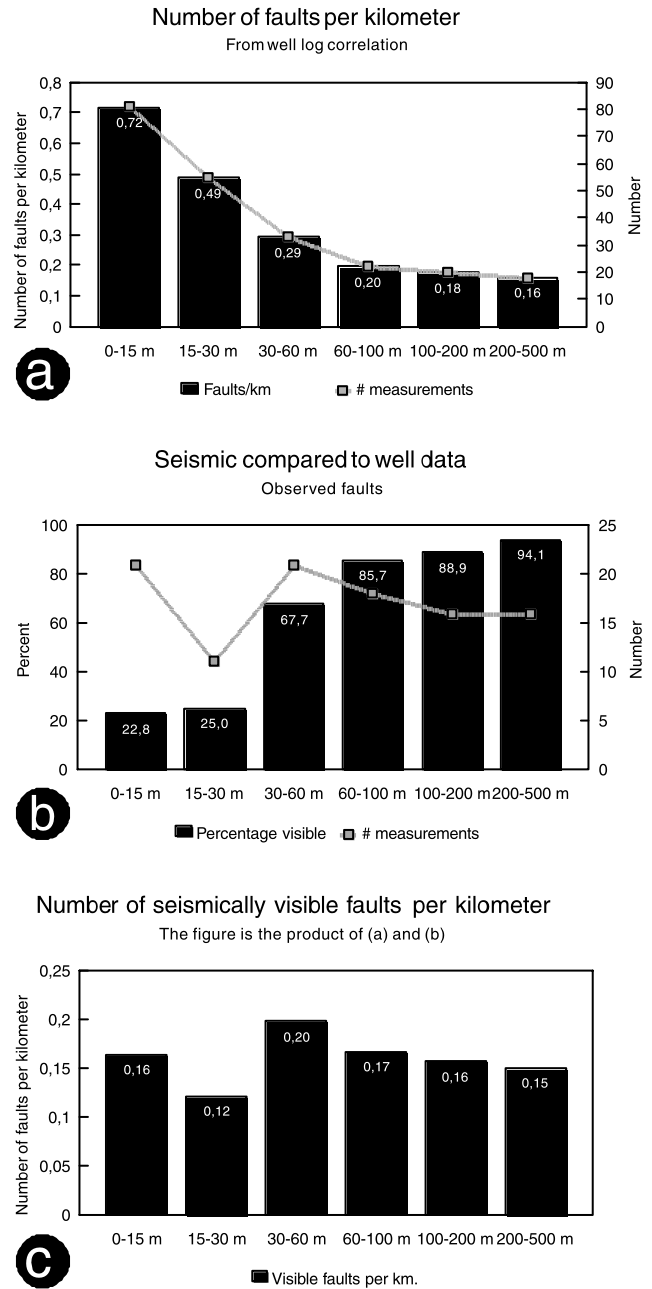 Number of faults per kilometer
From well log correlation
Number of faults per kilometer
0,8
0,7
0,6
0,5
0,4
0,3
0,2
0,1
0
90
80
70
60
50
40
30
20
10
0
Number
0,72
0,49
0,29
0,20
0,18
0,16
0-15 m 15-30 m 30-60 m 60-100 m 100-200 m 200-500 m
a
Faults/km # measurements
Seismic compared to well data
Observed faults
Percent
100
80
60
40
20
0
25
20
15
10
5
0
Number
22,8
25,0
67,7
85,7
88,9
94,1
0-15 m 15-30 m 30-60 m 60-100 m 100-200 m 200-500 m
b
Percentage visible # measurements
Number of seismically visible faults per kilometer
The figure is the product of (a) and (b)
Number of faults per kilometer
0,25
0,2
0,15
0,1
0,05
0
0,16
0,12
0,20
0,17
0,16
0,15
0-15 m 15-30 m 30-60 m 60-100 m 100-200 m 200-500 m
c
Visible faults per km.